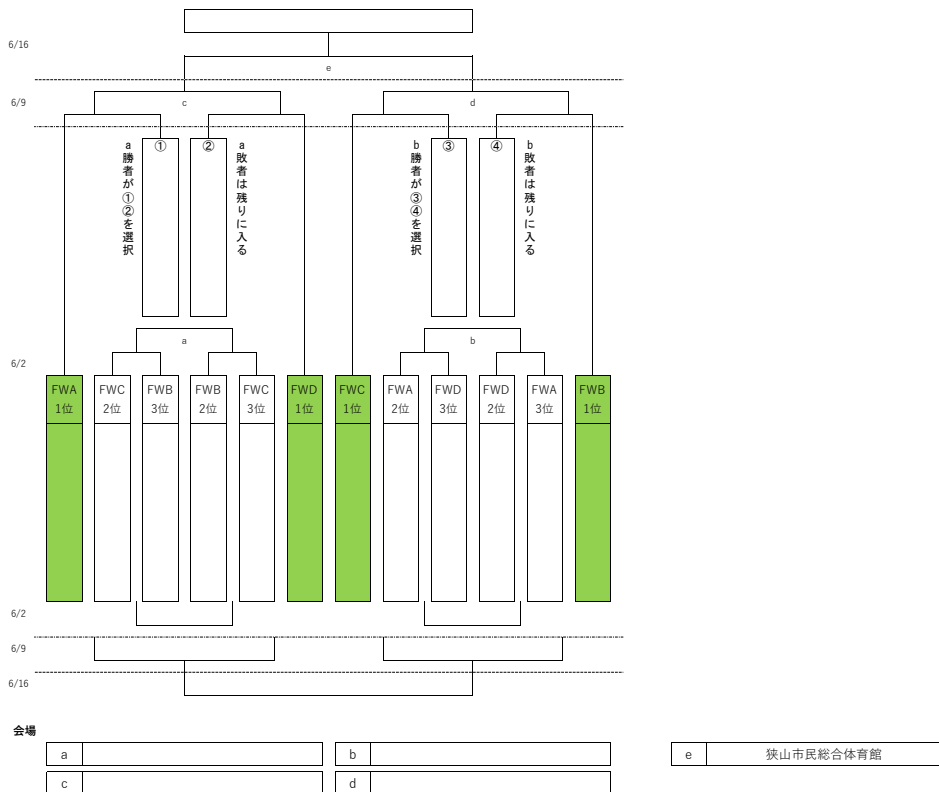 6/16
e
6/9
c
d
a勝者が①②を選択
①
②
a敗者は残りに入る
b勝者が③④を選択
③
④
b敗者は残りに入る
a
b
6/2
FWA
1位
FWC
2位
FWB
3位
FWB
2位
FWC
3位
FWD
1位
FWC
1位
FWA
2位
FWD
3位
FWD
2位
FWA
3位
FWB
1位
6/2
6/9
6/16
会場
a
b
e 狭山市民総合体育館
c
d